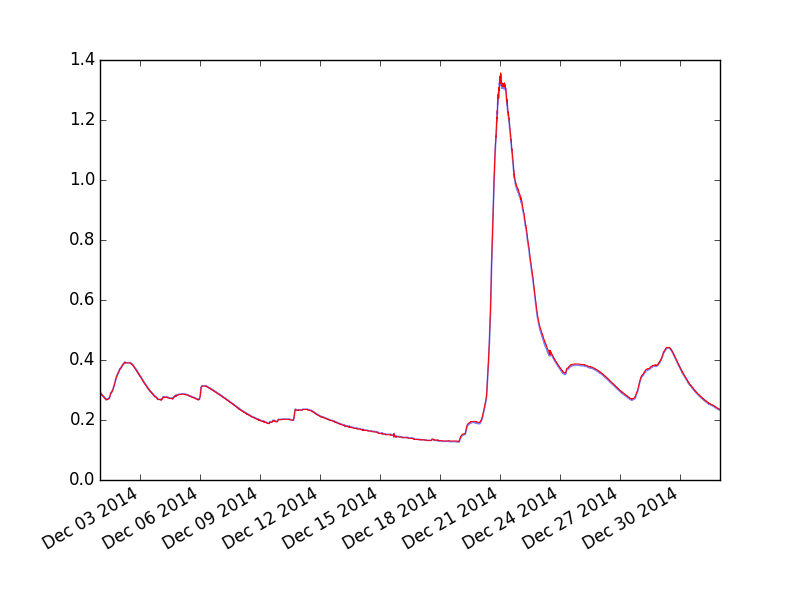 1.4
1.2
1.0
0.8
0.6
0.4
0.2
0.0
Dec 03 2014
Dec 06 2014
Dec 09 2014
Dec 12 2014
Dec 15 2014
Dec 18 2014
Dec 21 2014
Dec 24 2014
Dec 27 2014
Dec 30 2014